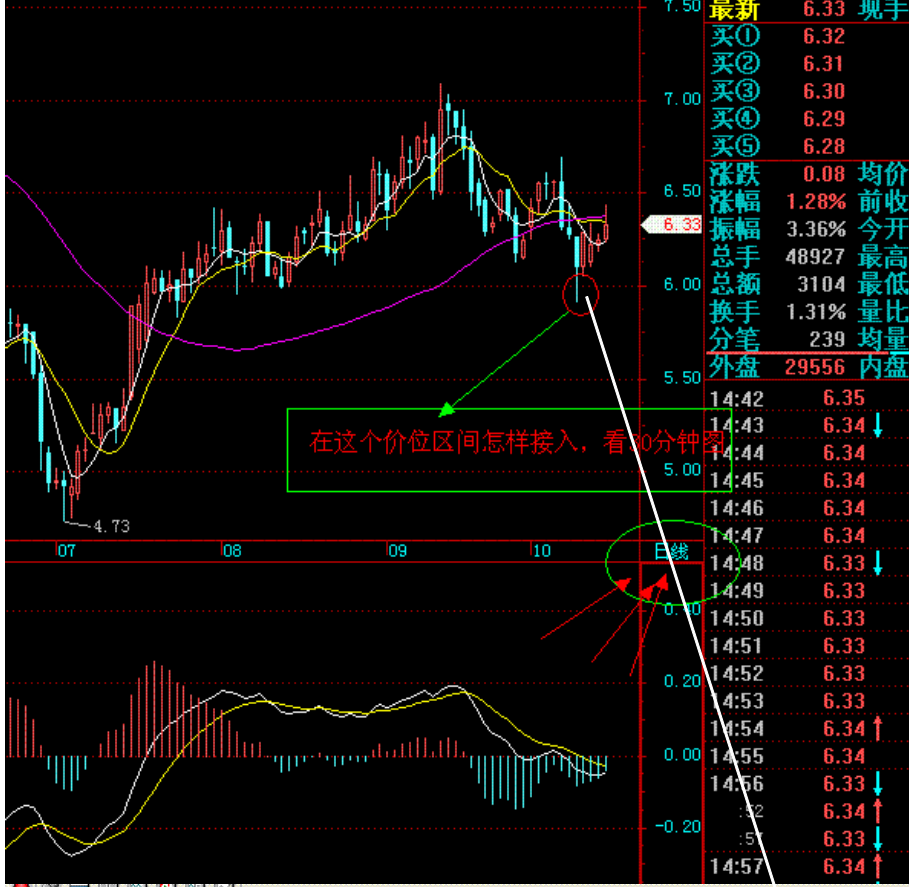 7.50
7.00
6.50
6.33
6.00
5.50
5.00
最新 6.33 现手
买① 6.32
买② 6.31
买③ 6.30
买④ 6.29
买⑤ 6.28
涨跌 0.08 均价
涨幅 1.28% 前收
振幅 3.36% 今开
总手 48927 最高
总额 3104 最低
换手 1.31% 量比
分笔 239 均量
外盘 29556 内盘
在这个价位区间怎样接入，看30分钟图
4.73
07 08 09 10 日线
0.40
0.20
0.00
-0.20
14:42 6.35
14:43 6.34 ↓
14:44 6.34
14:45 6.34
14:46 6.34
14:47 6.34
14:48 6.33 ↓
14:49 6.33
14:50 6.33
14:51 6.33
14:52 6.33
14:53 6.33
14:54 6.34 ↑
14:55 6.34
14:56 6.33 ↓
:52 6.34 ↑
6.33 ↓
14:57 6.34 ↑